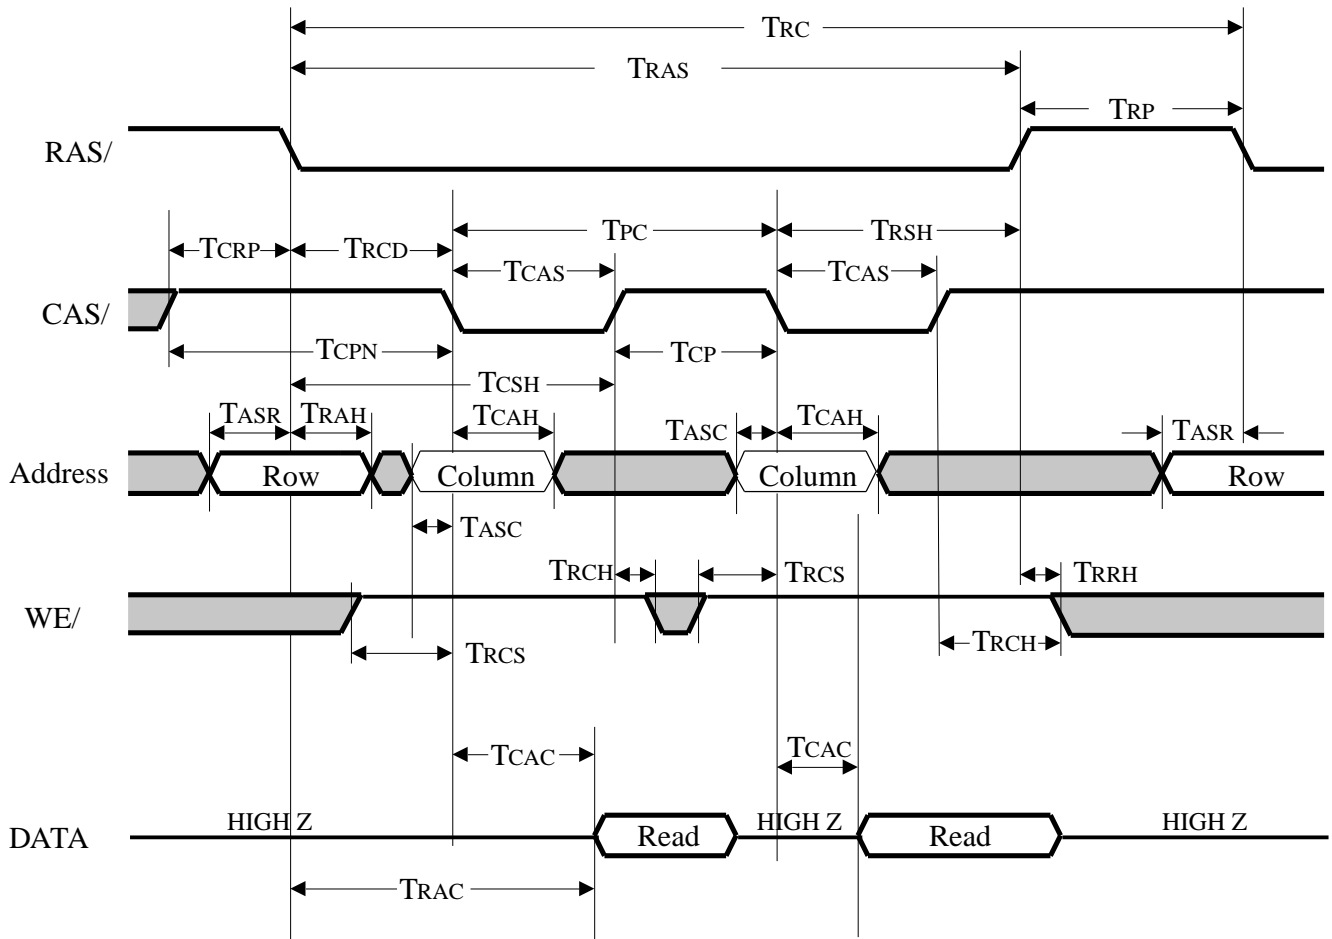 TRC
TRAS
TRP
RAS/
TPC
TRSH
TCRP
TRCD
TCAS
TCAS
CAS/
TCPN
TCP
TCSH
TASR
TRAH
TCAH
TASC
TCAH
TASR
Address
Row
Column
Column
Row
TASC
TRCH
TRCS
TRRH
WE/
TRCS
TRCH
TCAC
TCAC
HIGH Z
HIGH Z
HIGH Z
DATA
Read
Read
TRAC